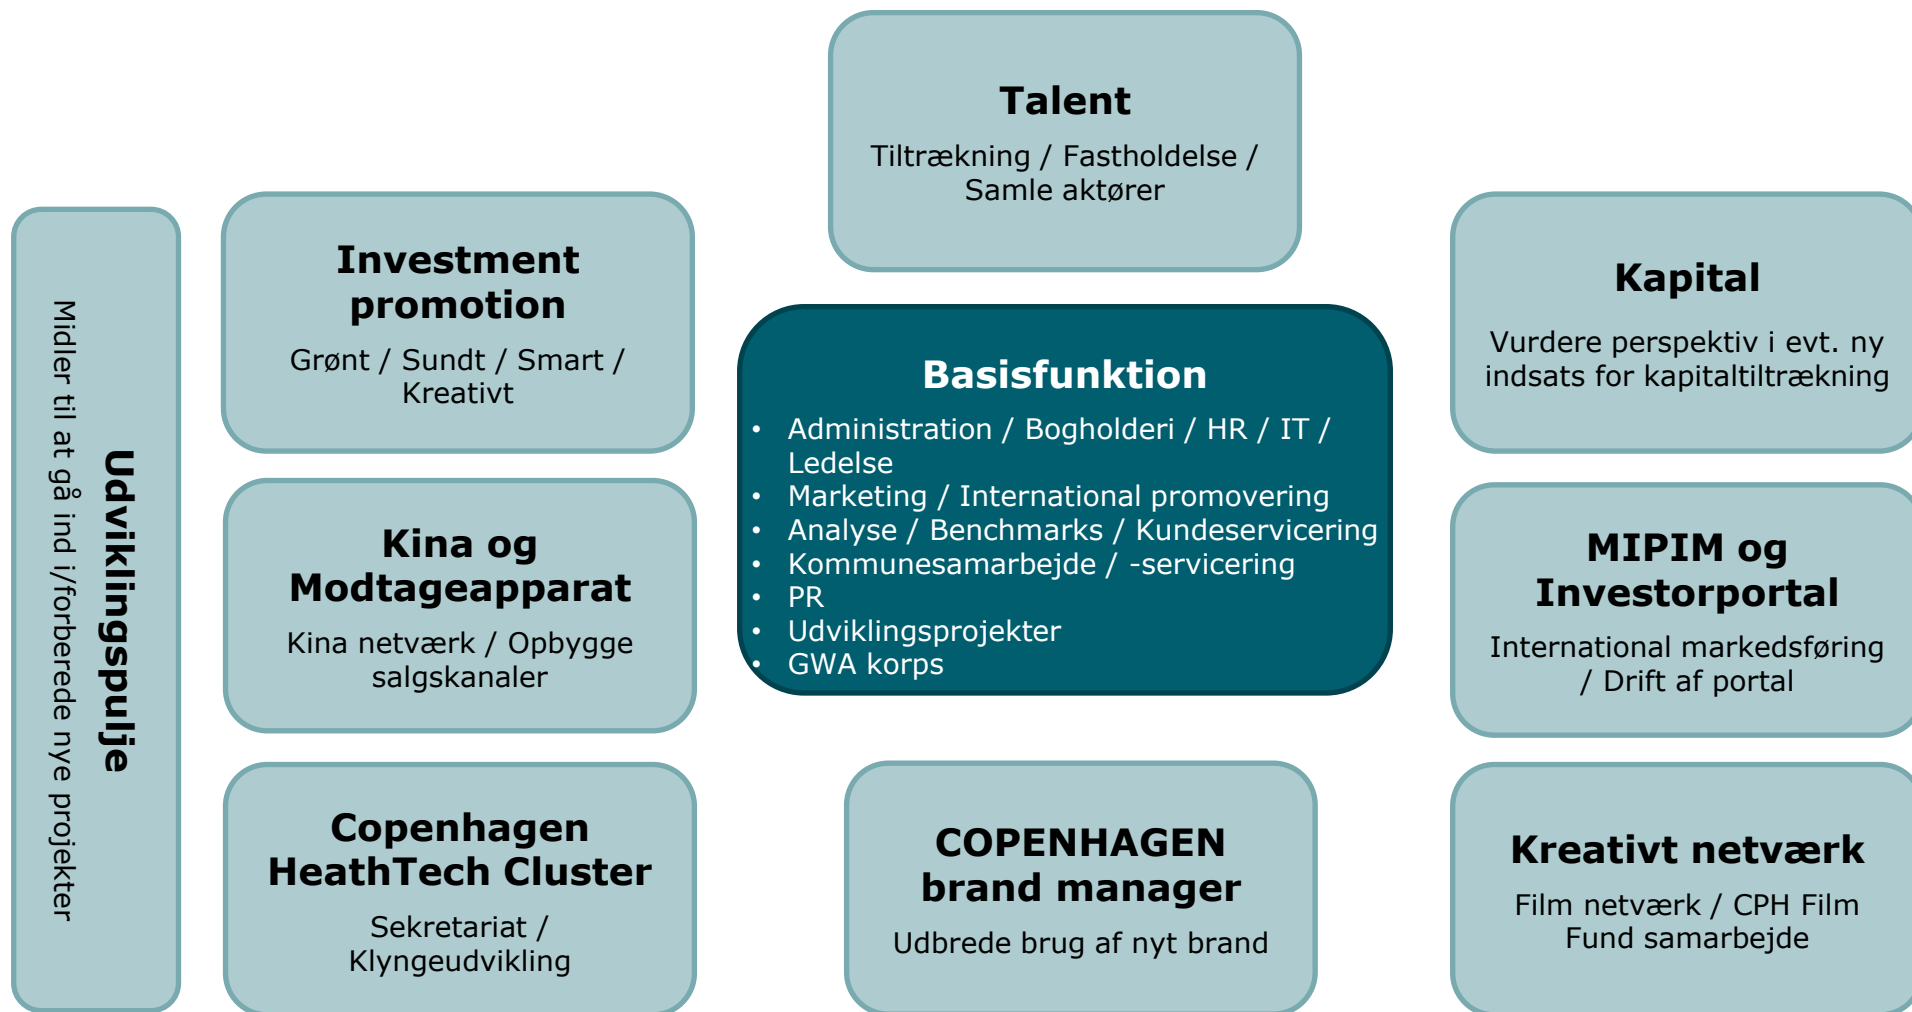 Talent
Tiltrækning / Fastholdelse /
Samle aktører
Udviklingspulje
Midler til at gå ind i/forberede nye projekter
Investment
promotion
Grønt / Sundt / Smart /
Kreativt
Kapital
Vurdere perspektiv i evt. ny
indsats for kapitaltiltrækning
Basisfunktion
• Administration / Bogholderi / HR / IT /
Ledelse
• Marketing / International promovering
• Analyse / Benchmarks / Kundeservicering
• Kommunesamarbejde / -servicering
• PR
• Udviklingsprojekter
• GWA korps
Kina og
Modtageapparat
Kina netværk / Opbygge
salgskanaler
MIPIM og
Investorportal
International markedsføring
/ Drift af portal
Copenhagen
HeathTech Cluster
Sekretariat /
Klyngeudvikling
COPENHAGEN
brand manager
Udbrede brug af nyt brand
Kreativt netværk
Film netværk / CPH Film
Fund samarbejde